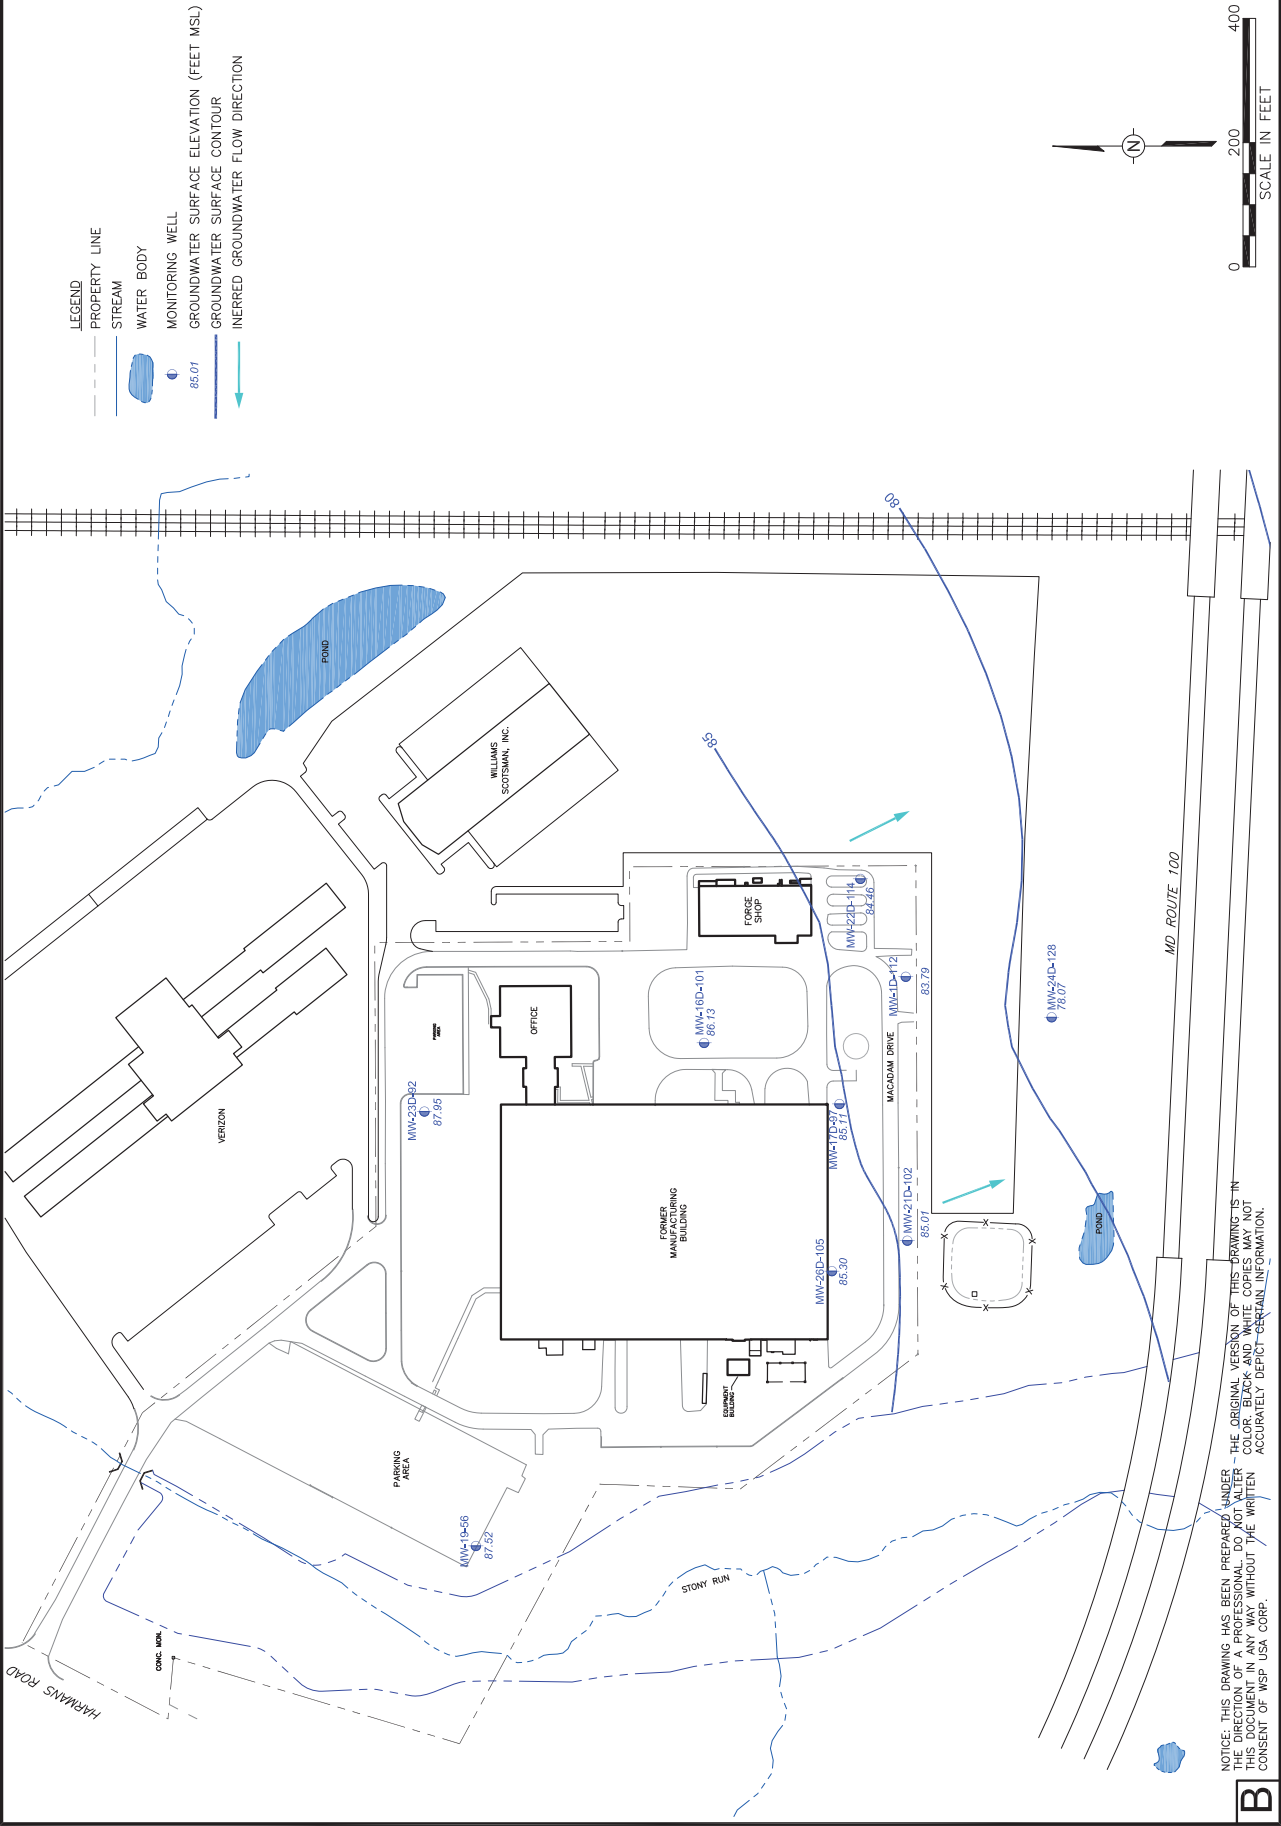 LEGEND
PROPERTY LINE
STREAM
WATER BODY
MONITORING WELL
85.01
GROUNDWATER SURFACE ELEVATION (FEET MSL)
GROUNDWATER SURFACE CONTOUR
INERRED GROUNDWATER FLOW DIRECTION
HARMANS ROAD
CONC. MON.
VERIZON
POND
WILLIAMS
SCOTSMAN, INC.
PARKING
AREA
MW-19-56
87.52
MW-23D-92
87.95
PARKING
AREA
OFFICE
FORMER
MANUFACTURING
BUILDING
EQUIPMENT
BUILDING
STONY RUN
MW-16D-101
86.13
FORGE
SHOP
85
80
MW-26D-105
85.30
MW-17D-97
85.11
MW-22D-114
84.46
MACADAM DRIVE
MW-1D-112
83.79
MW-21D-102
85.01
MW-24D-128
78.07
POND
MD ROUTE 100
N
0
200
400
SCALE IN FEET
NOTICE: THIS DRAWING HAS BEEN PREPARED UNDER
THE DIRECTION OF A PROFESSIONAL. DO NOT ALTER
THIS DOCUMENT IN ANY WAY WITHOUT THE WRITTEN
CONSENT OF WSP USA CORP.
THE ORIGINAL VERSION OF THIS DRAWING IS IN
COLOR. BLACK AND WHITE COPIES MAY NOT
ACCURATELY DEPICT CERTAIN INFORMATION.
B